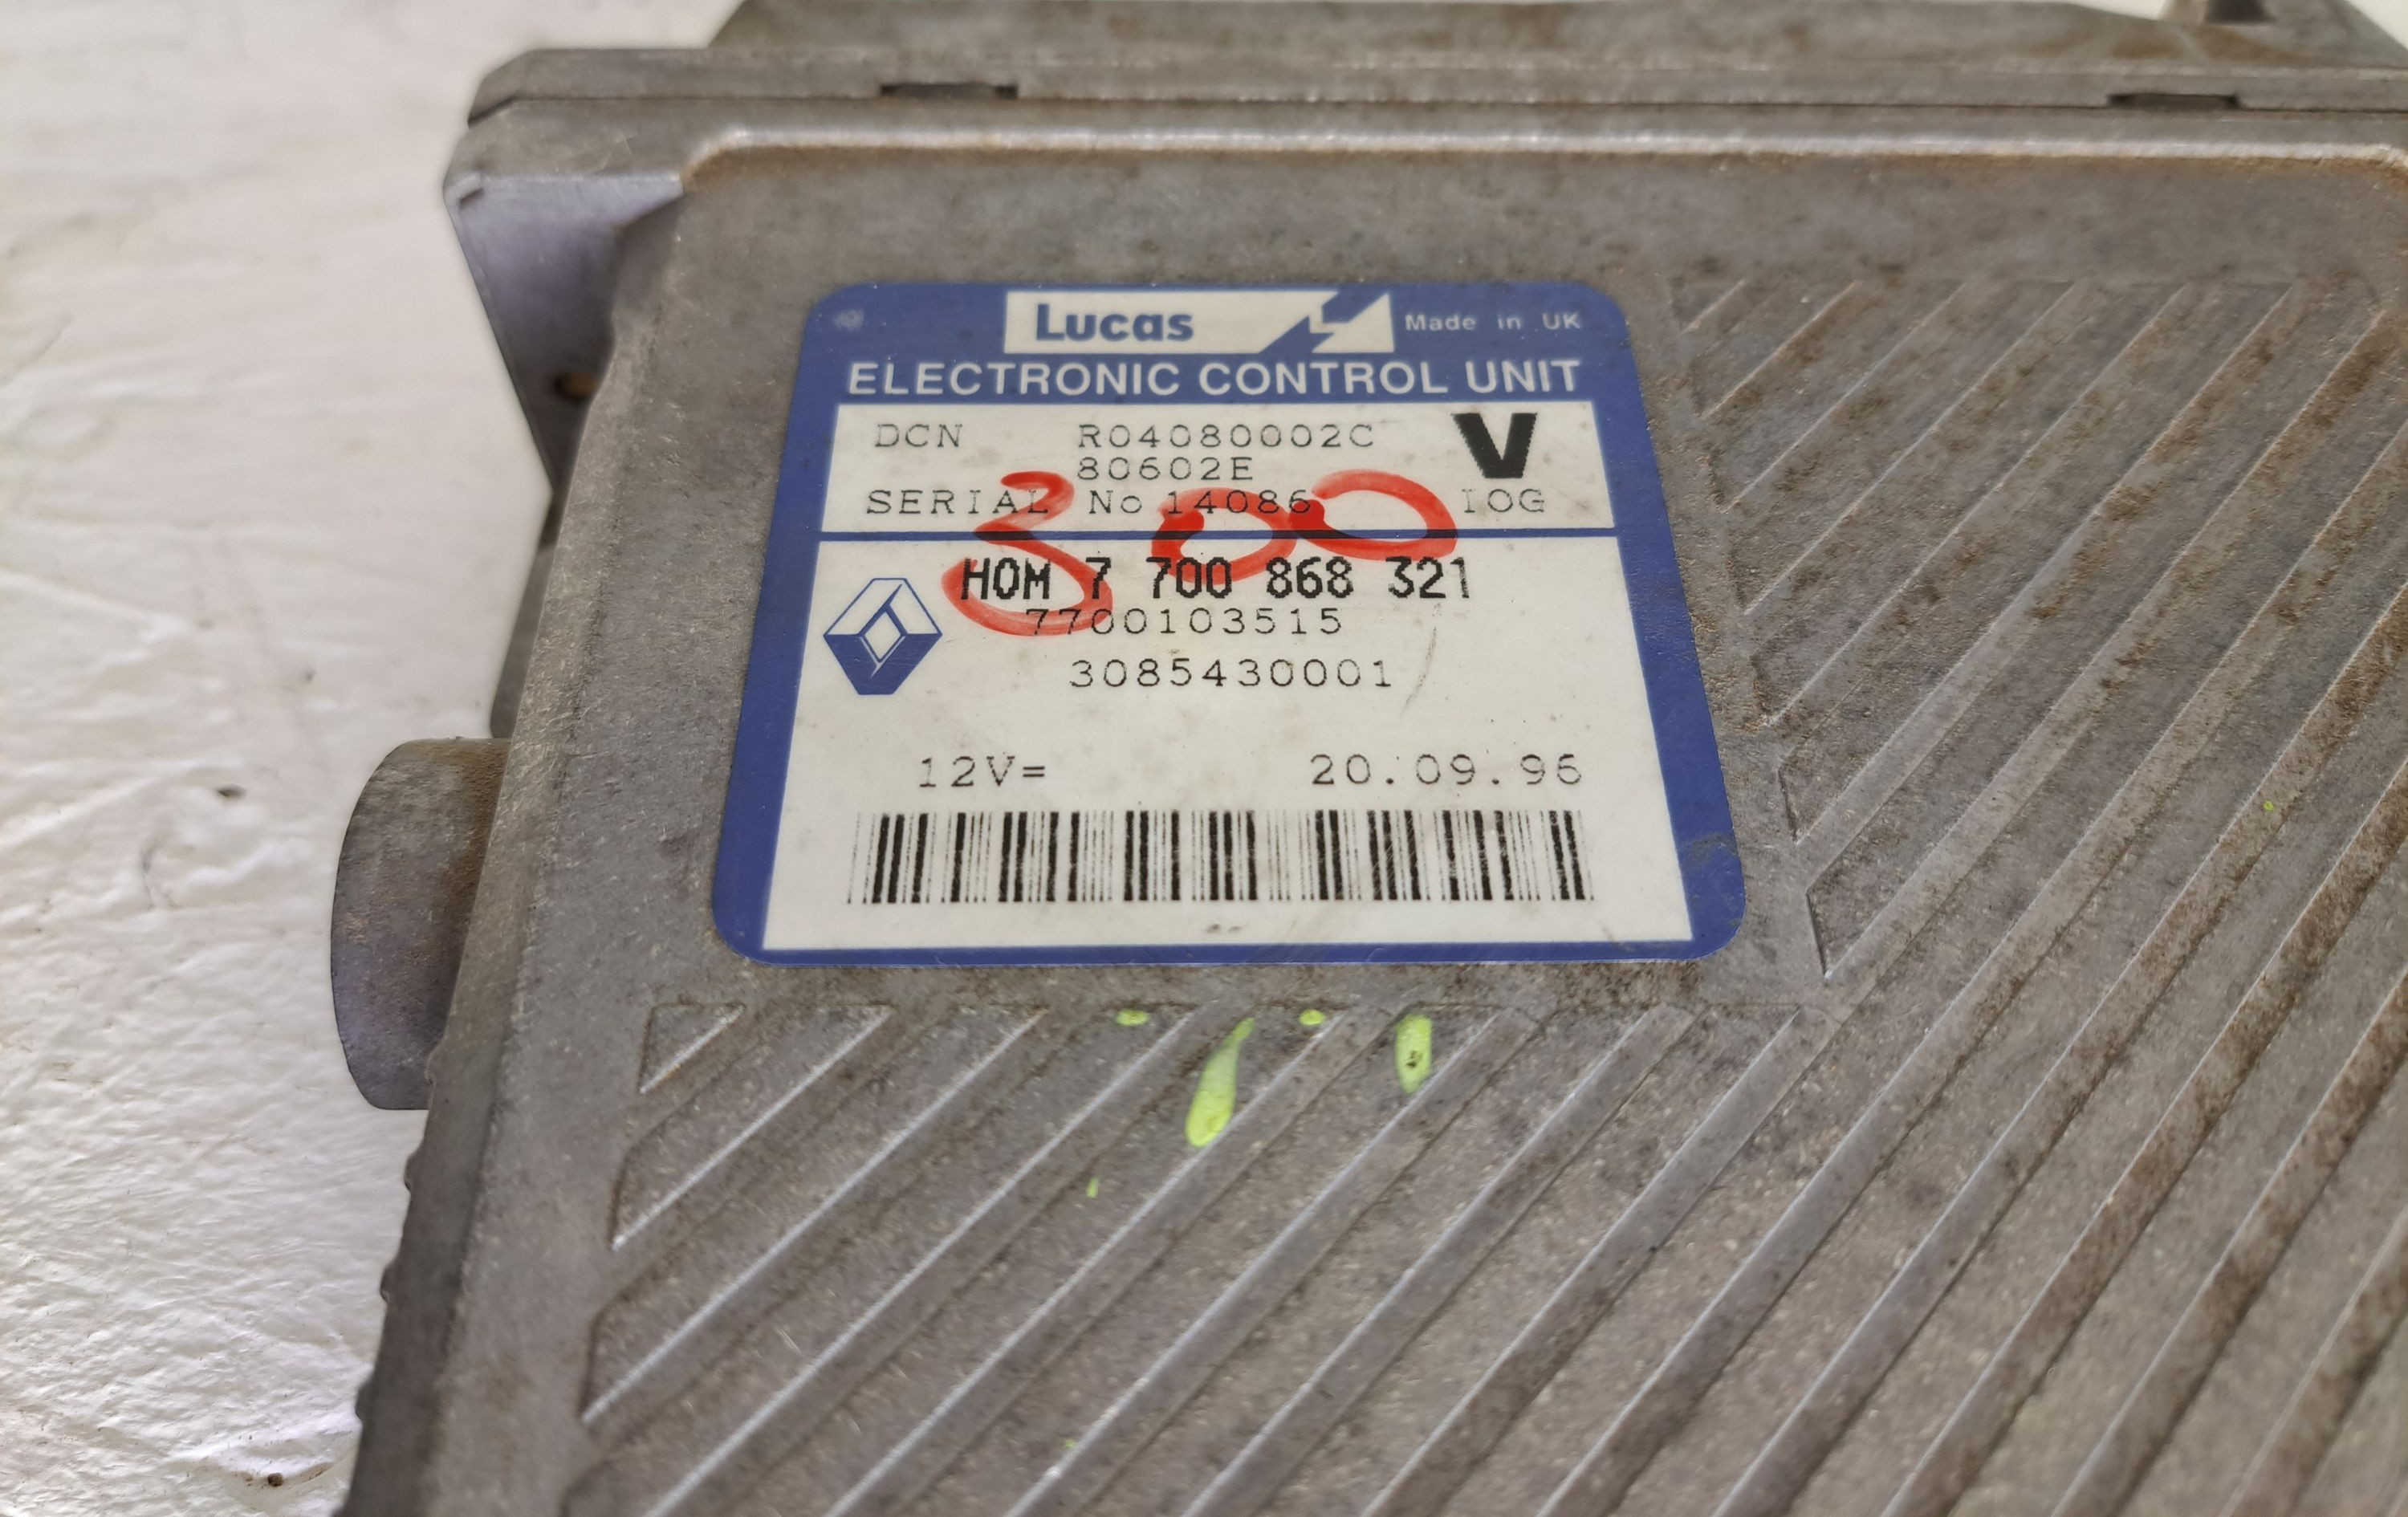 Lucas Made in UK
ELECTRONIC CONTROL UNIT
DCN R04080002C V
80602E
SERIAL No 14086 IOG
300
HOM 7 700 868 321
7700103515
3085430001
12V= 20.09.96